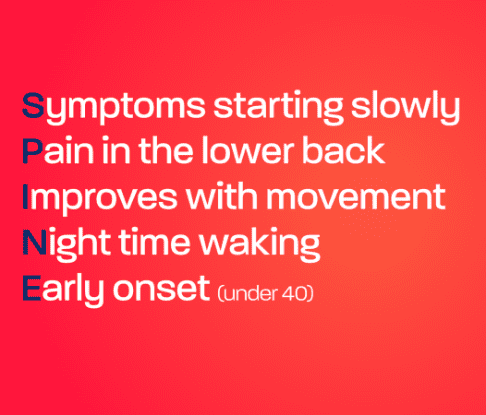 Symptoms starting slowly
Pain in the lower back
Improves with movement
Night time waking
Early onset (under 40)